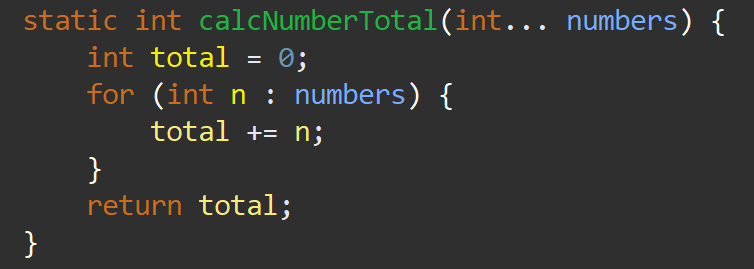 static int calcNumberTotal(int... numbers) {
    int total = 0;
    for (int n : numbers) {
        total += n;
    }
    return total;
}